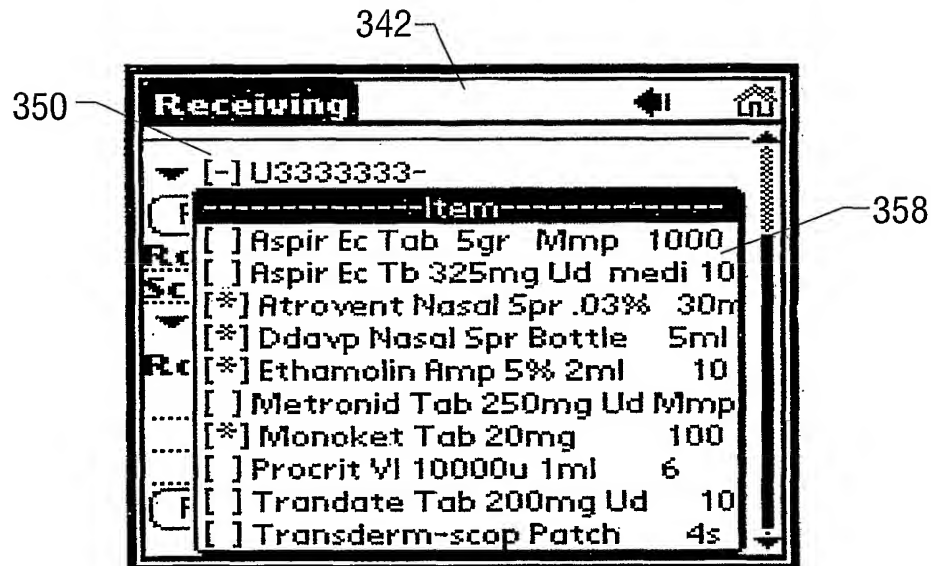 342
350
Receiving
[-] U3333333-
-Item-
358
[ ] Aspir Ec Tab 5gr Mmp 1000
[ ] Aspir Ec Tb 325mg Ud medi 10
[*] Atrovent Nasal Spr .03% 30m
[*] Ddavp Nasal Spr Bottle 5ml
[*] Ethamolin Amp 5% 2ml 10
[ ] Metronid Tab 250mg Ud Mmp
[*] Monoket Tab 20mg 100
[ ] Procrit Vl 10000u 1ml 6
[ ] Trandate Tab 200mg Ud 10
[ ] Transderm-scop Patch 4s